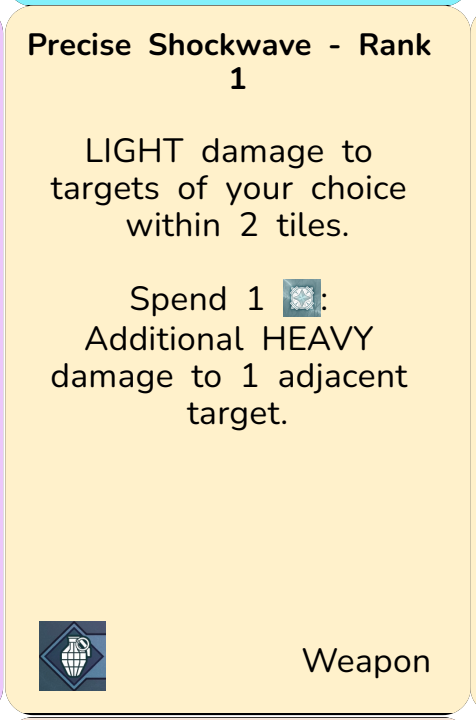 Precise Shockwave - Rank
1
LIGHT damage to
targets of your choice
within 2 tiles.
Spend 1 :
Additional HEAVY
damage to 1 adjacent
target.
Weapon